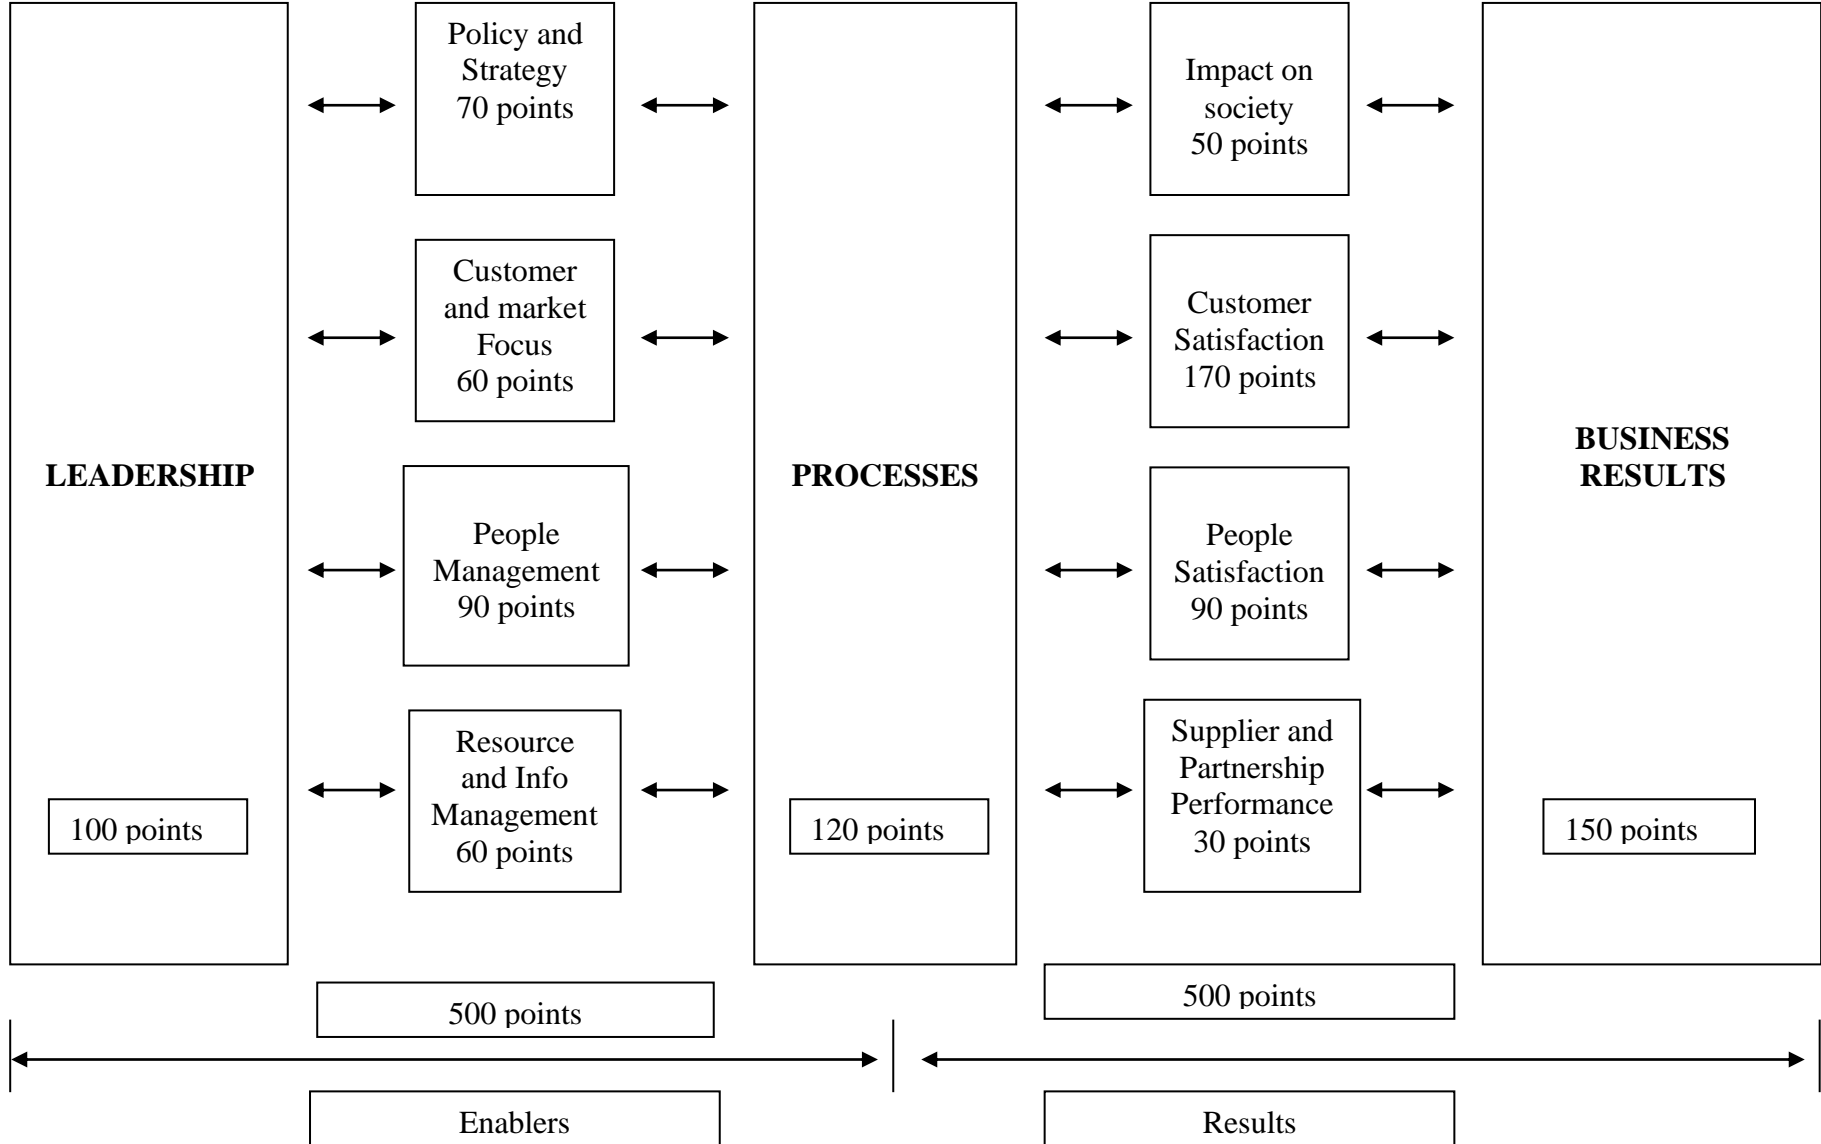 Policy and
Strategy
70 points
Impact on
society
50 points
Customer
and market
Focus
60 points
Customer
Satisfaction
170 points
LEADERSHIP
PROCESSES
BUSINESS
RESULTS
People
Management
90 points
People
Satisfaction
90 points
Resource
and Info
Management
60 points
Supplier and
Partnership
Performance
30 points
100 points
120 points
150 points
500 points
500 points
Enablers
Results